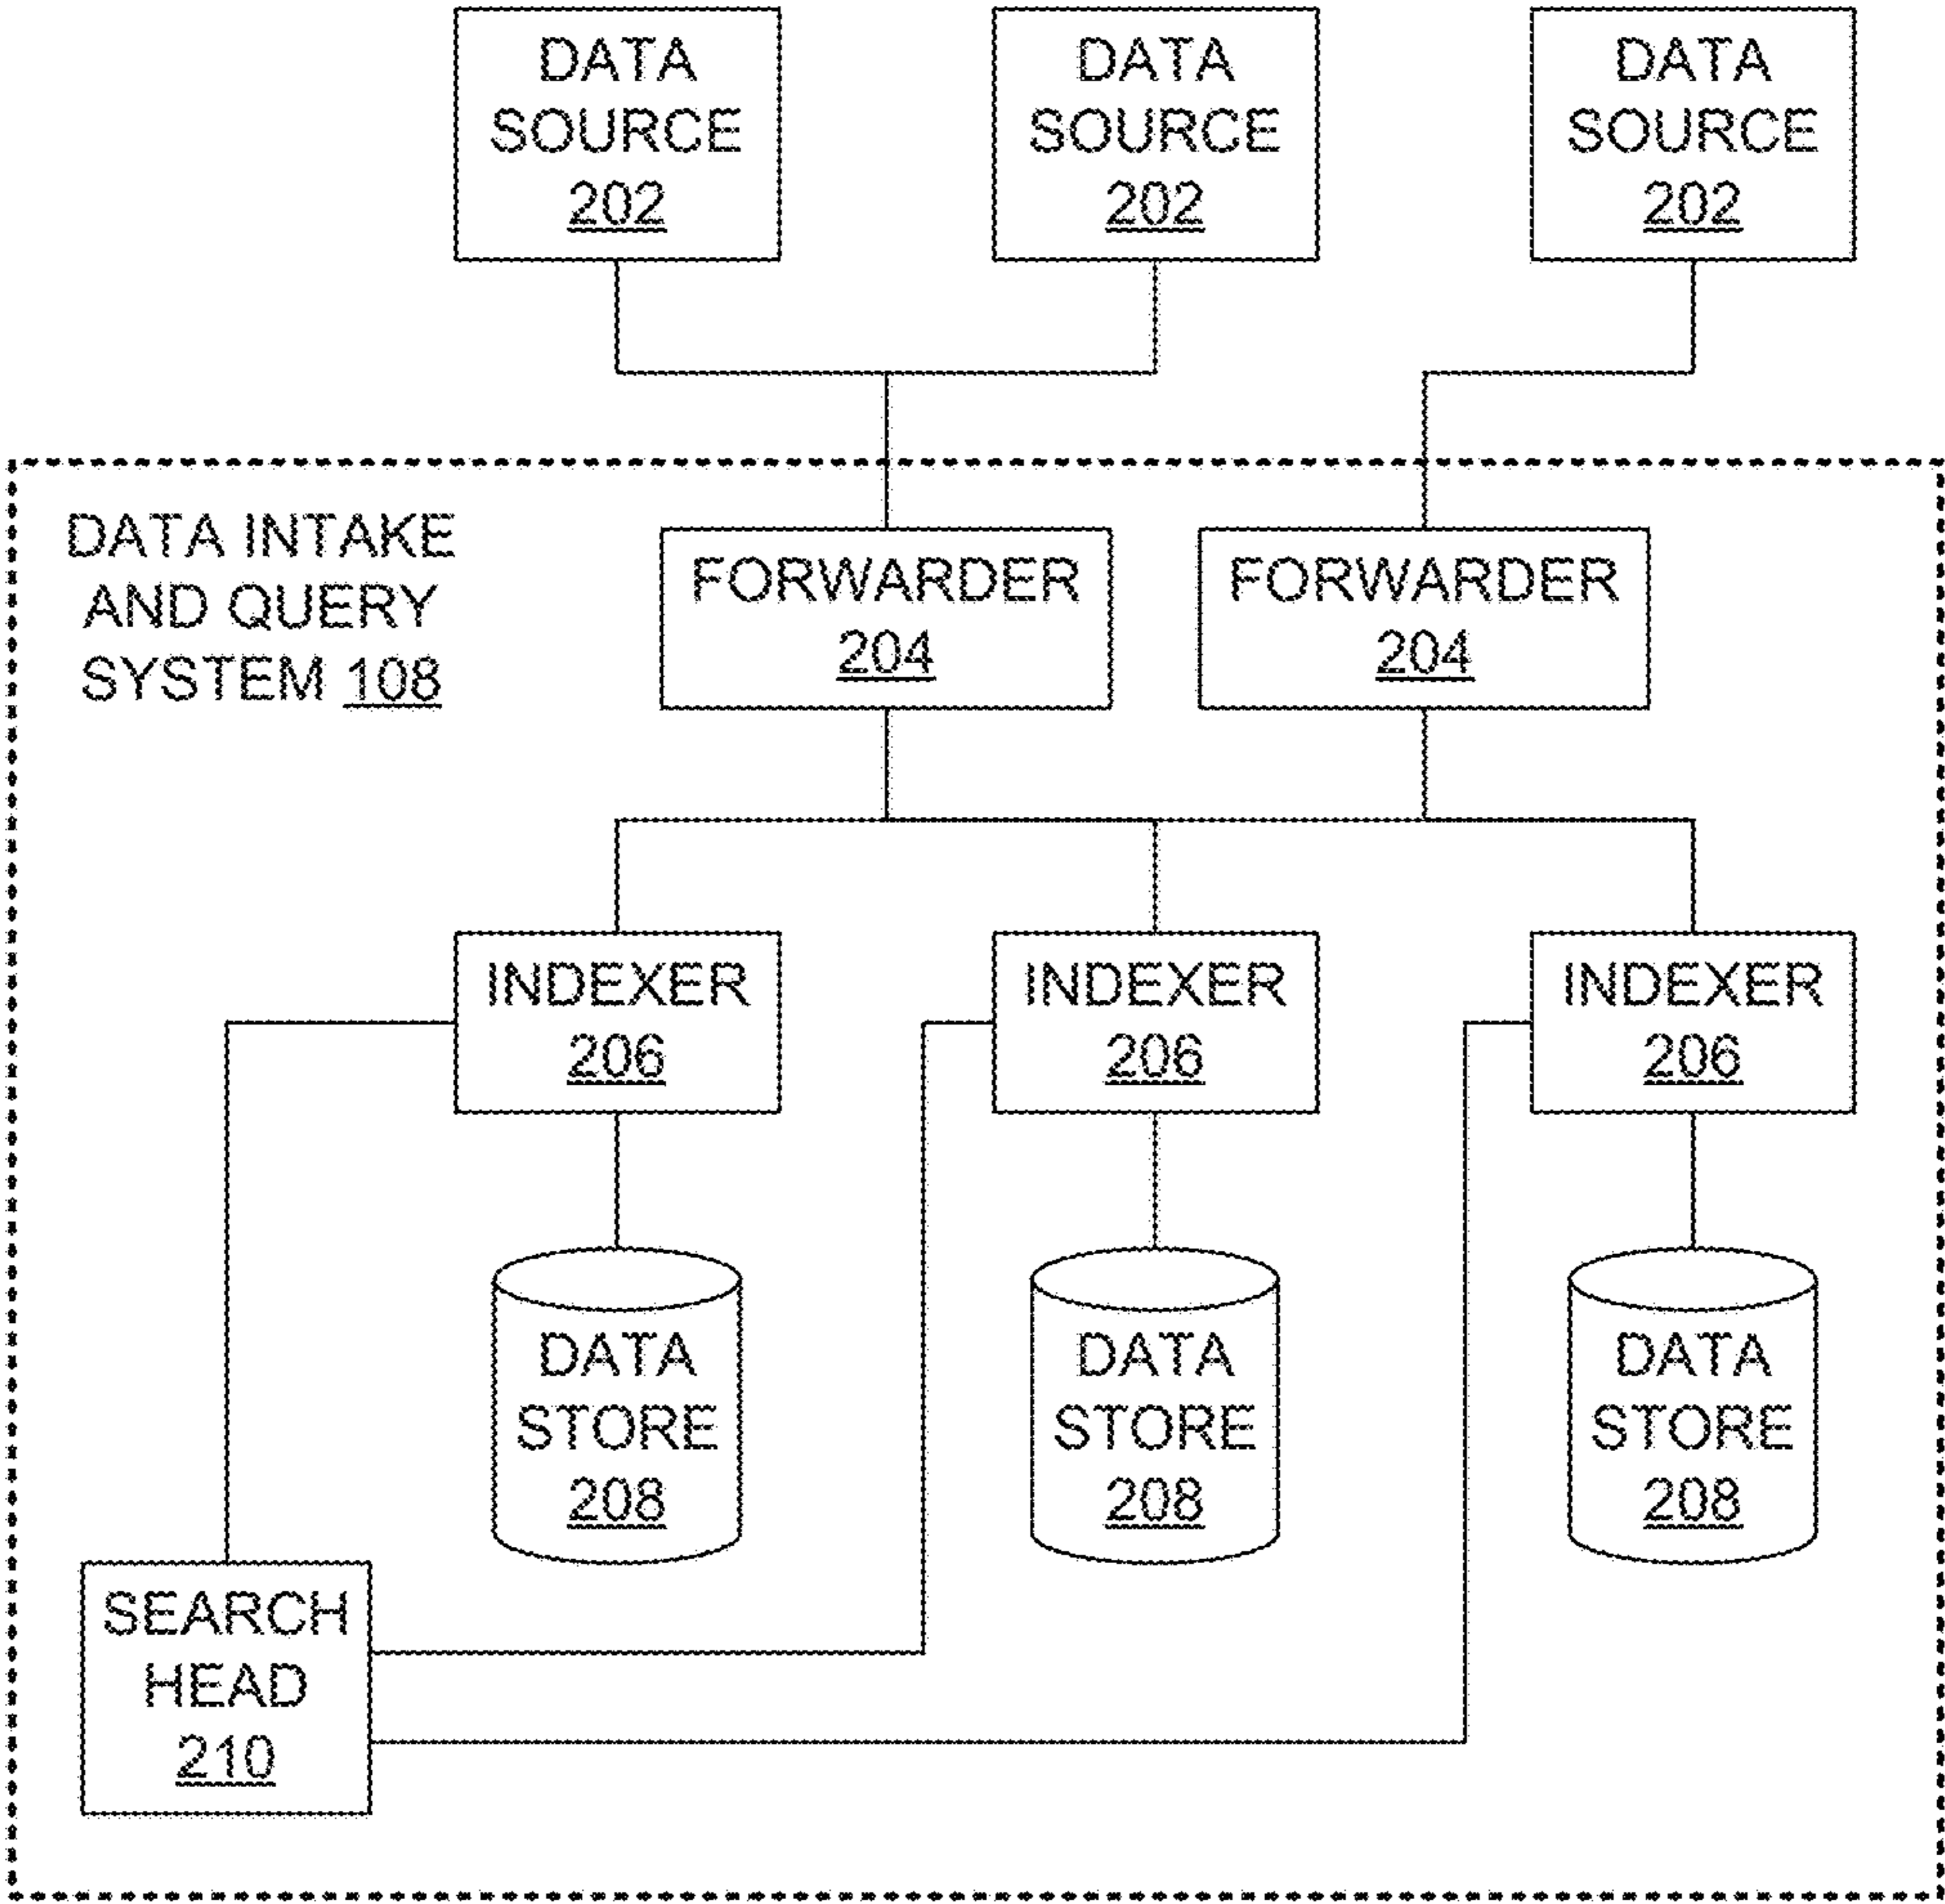 DATA
SOURCE
202
DATA
SOURCE
202
DATA
SOURCE
202
DATA INTAKE
AND QUERY
SYSTEM 108
FORWARDER
204
FORWARDER
204
INDEXER
206
INDEXER
206
INDEXER
206
DATA
STORE
208
DATA
STORE
208
DATA
STORE
208
SEARCH
HEAD
210